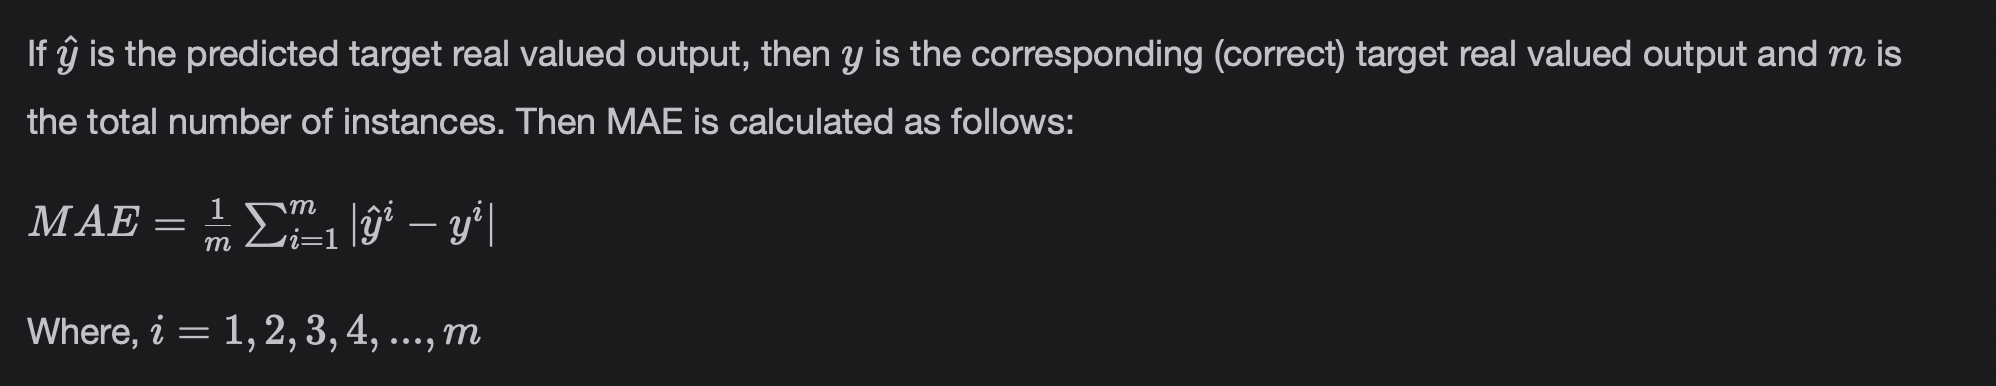 If ŷ is the predicted target real valued output, then y is the corresponding (correct) target real valued output and m is
the total number of instances. Then MAE is calculated as follows:
MAE = \frac{1}{m} \sum_{i=1}^{m} |ŷ^i − y^i|
Where, i = 1, 2, 3, 4, ..., m